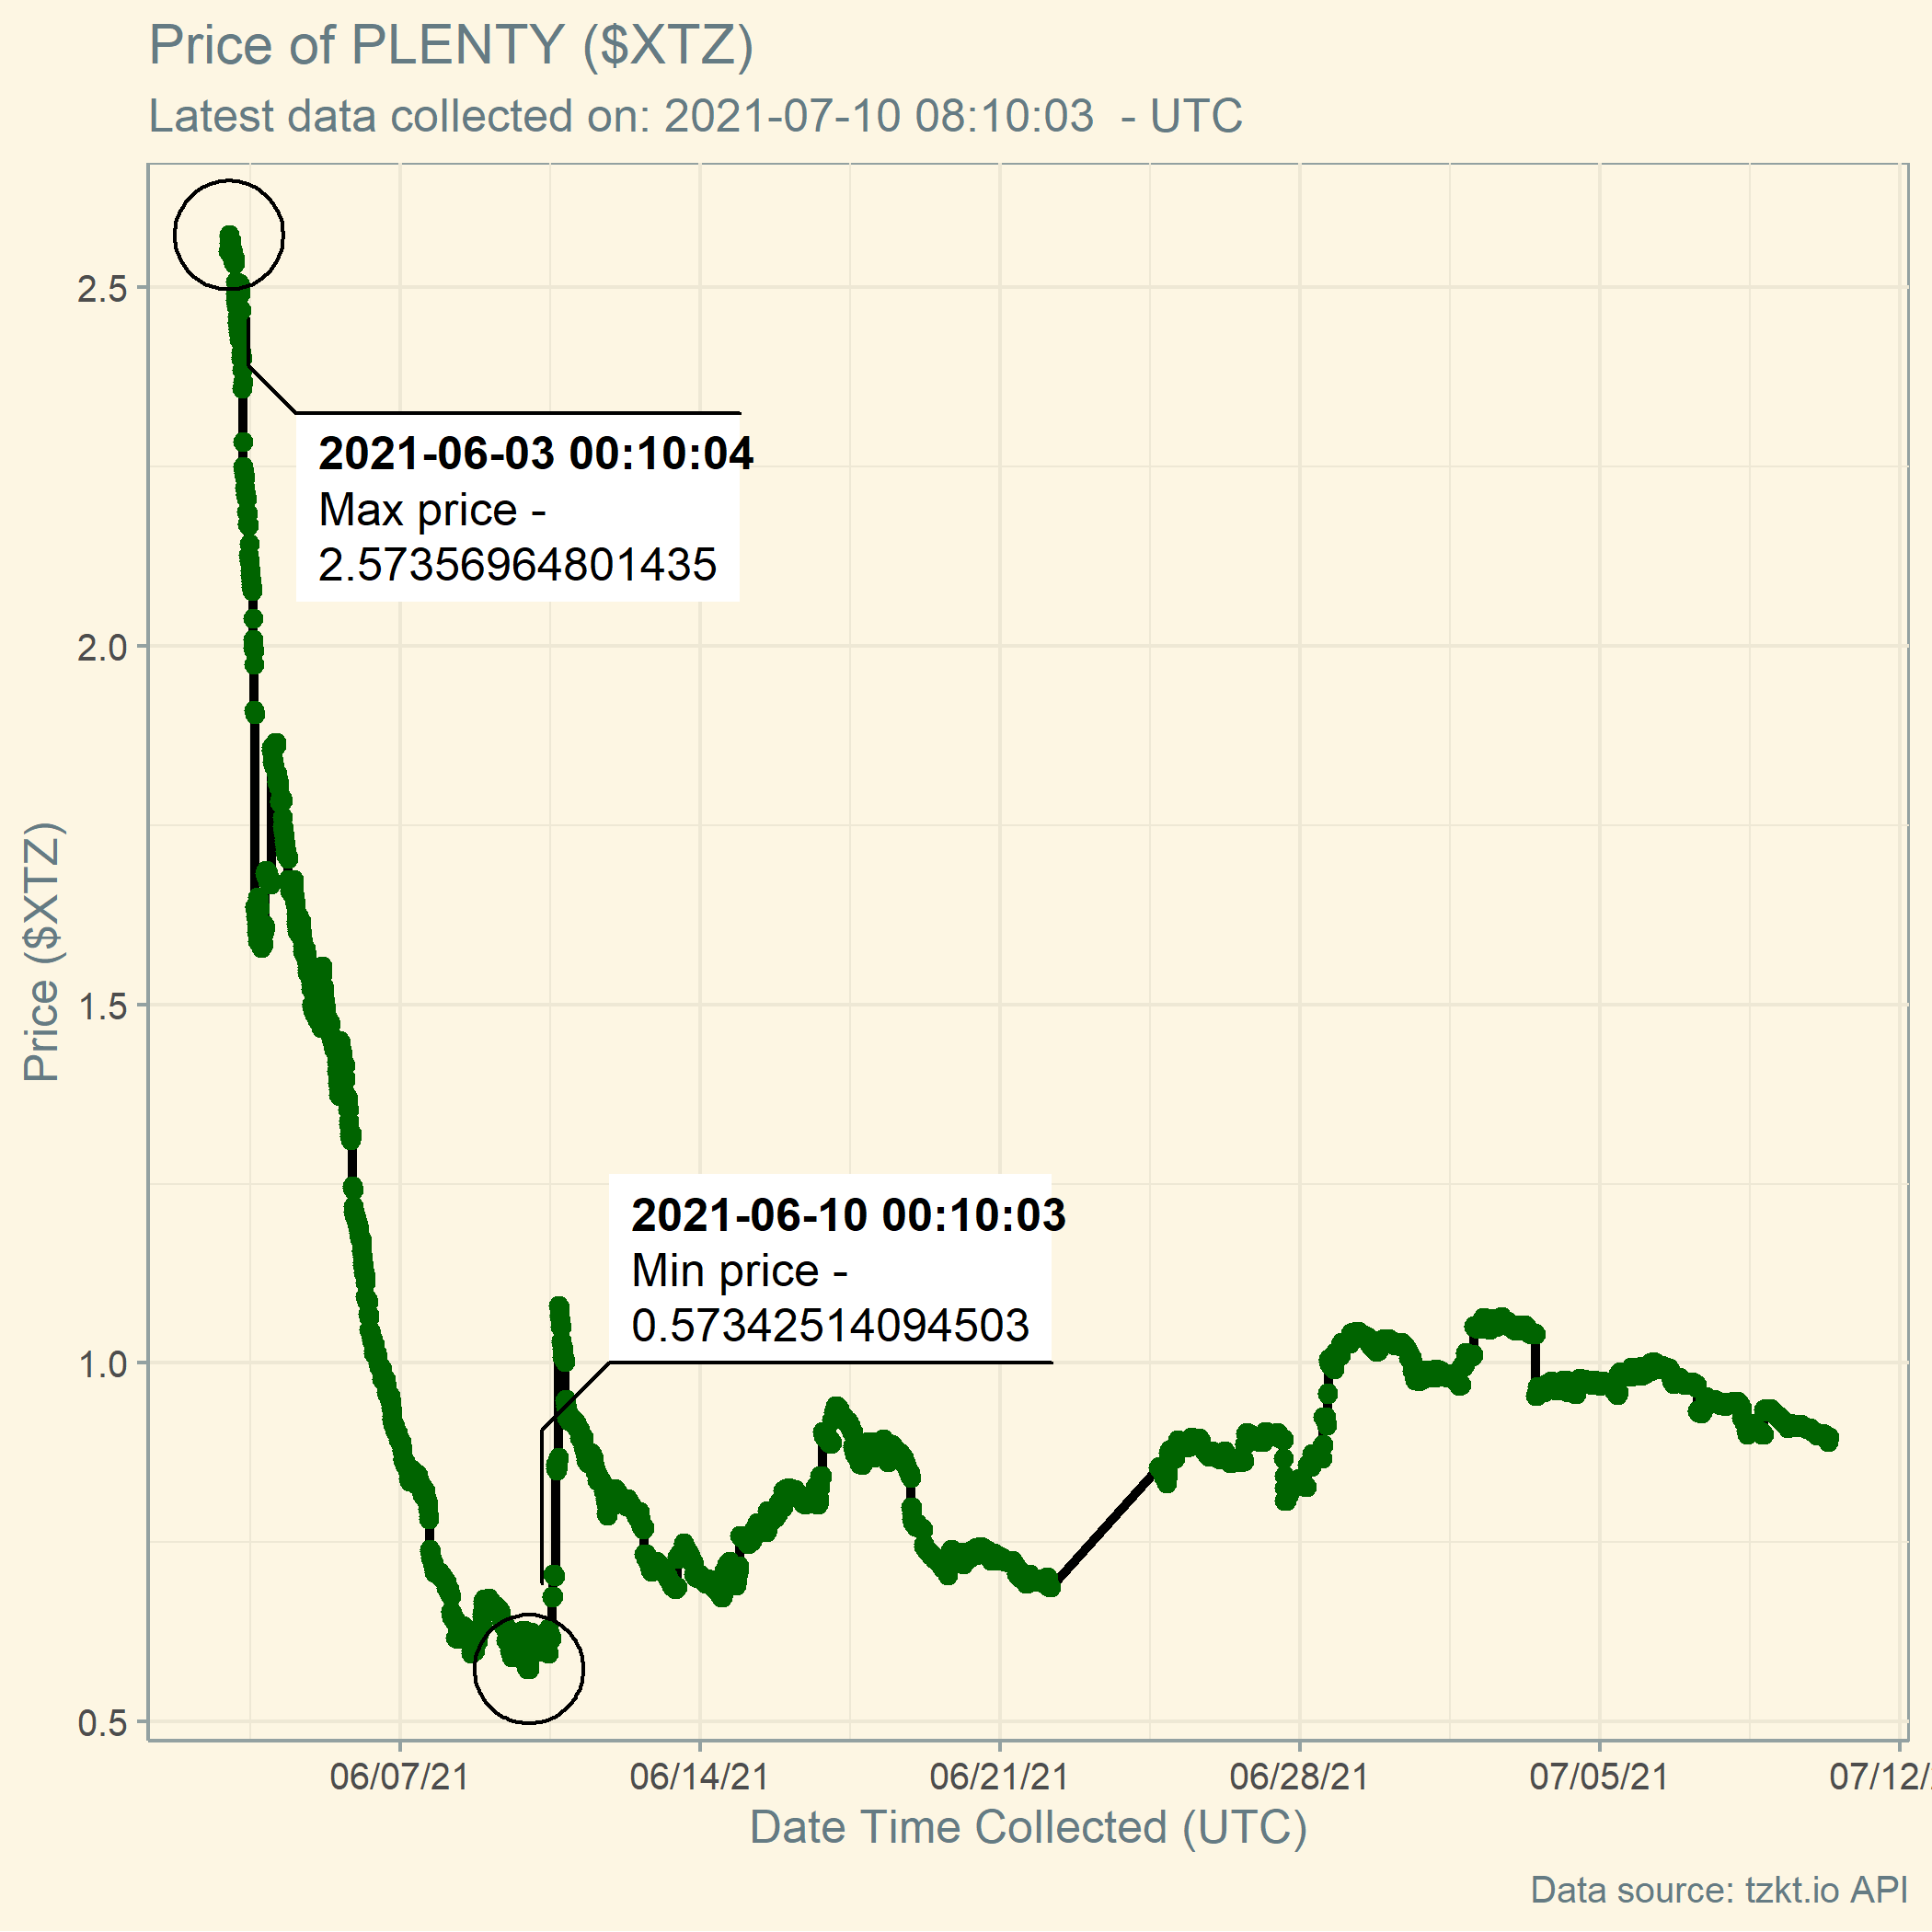 Price of PLENTY ($XTZ)
Latest data collected on: 2021-07-10 08:10:03  - UTC
2.5
2.0
1.5
1.0
0.5
Price ($XTZ)
2021-06-03 00:10:04
Max price -
2.57356964801435
2021-06-10 00:10:03
Min price -
0.57342514094503
06/07/21 06/14/21 06/21/21 06/28/21 07/05/21 07/12/
Date Time Collected (UTC)
Data source: tzkt.io API